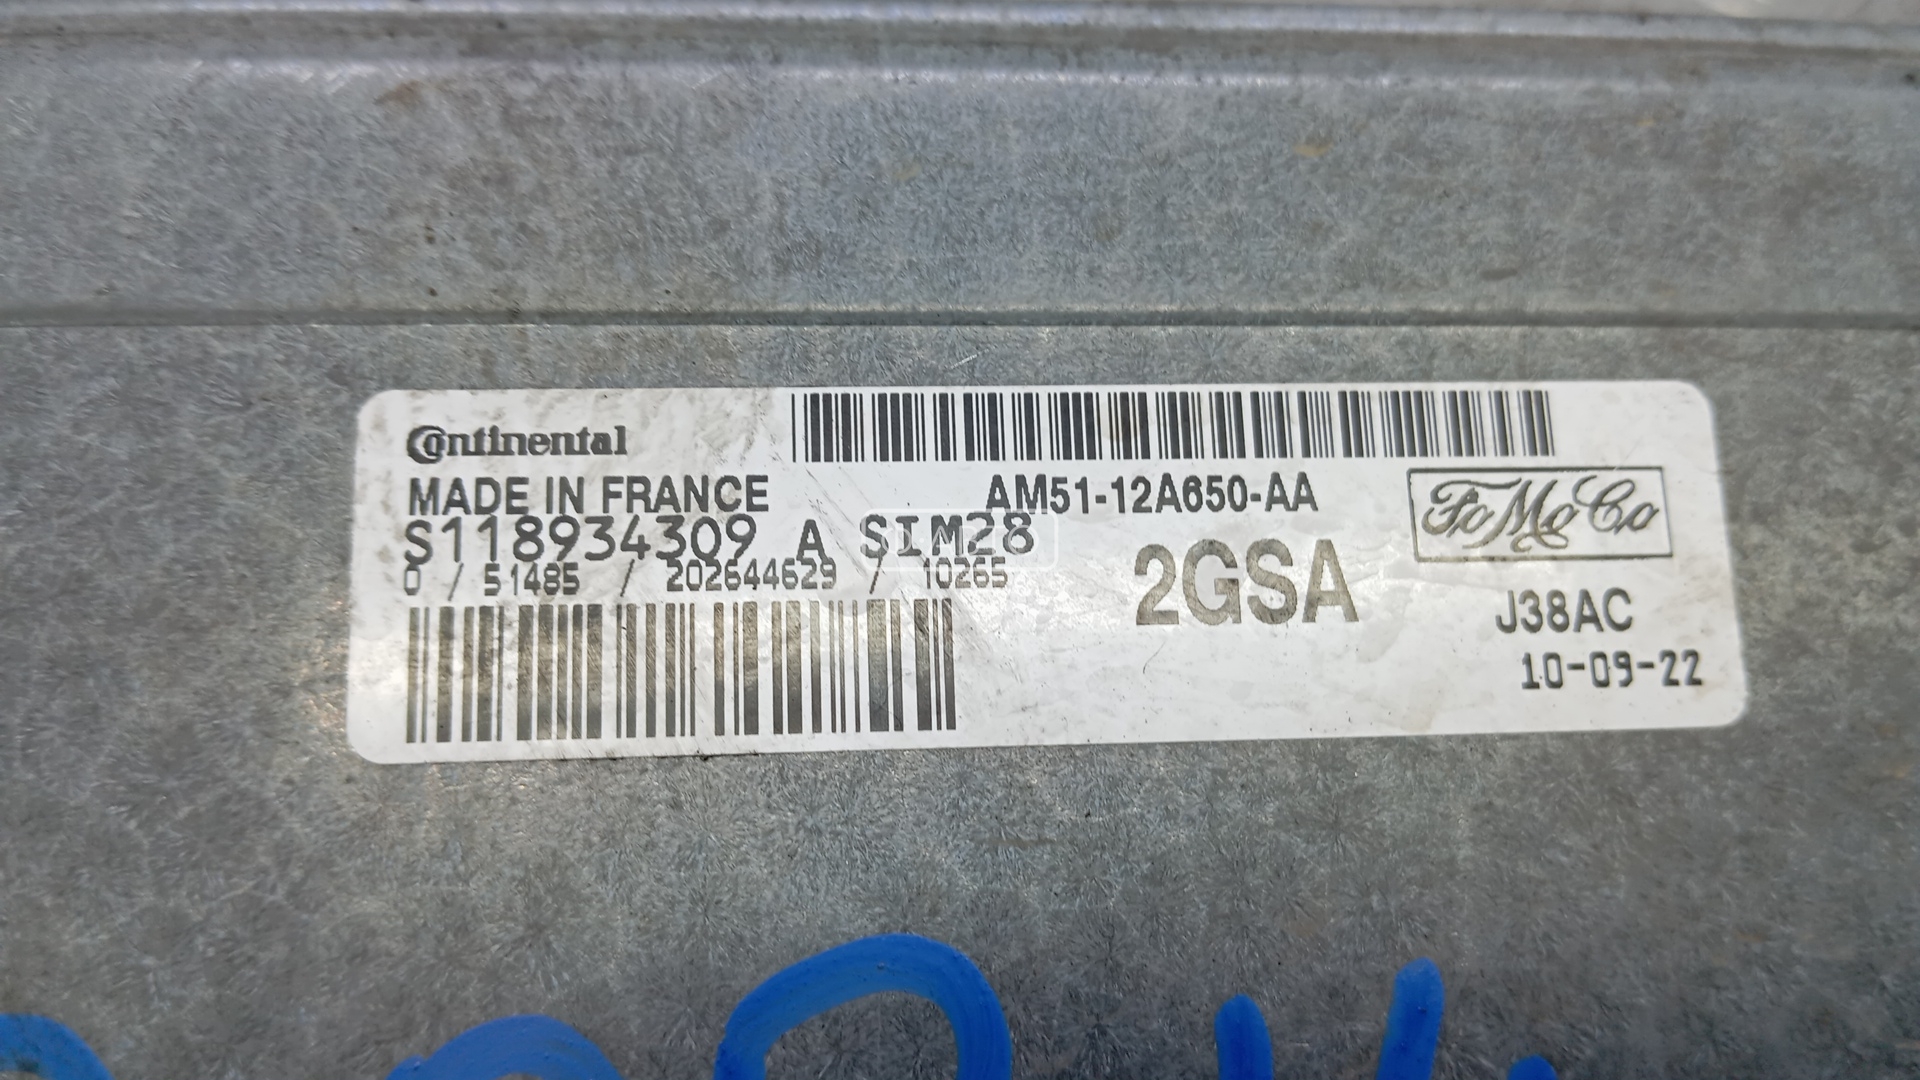 Continental
MADE IN FRANCE
AM51-12A650-AA
FoMoCo
S118934309 A SIM28
0 / 51485 / 202644629 / 10265
2GSA
J38AC
10-09-22